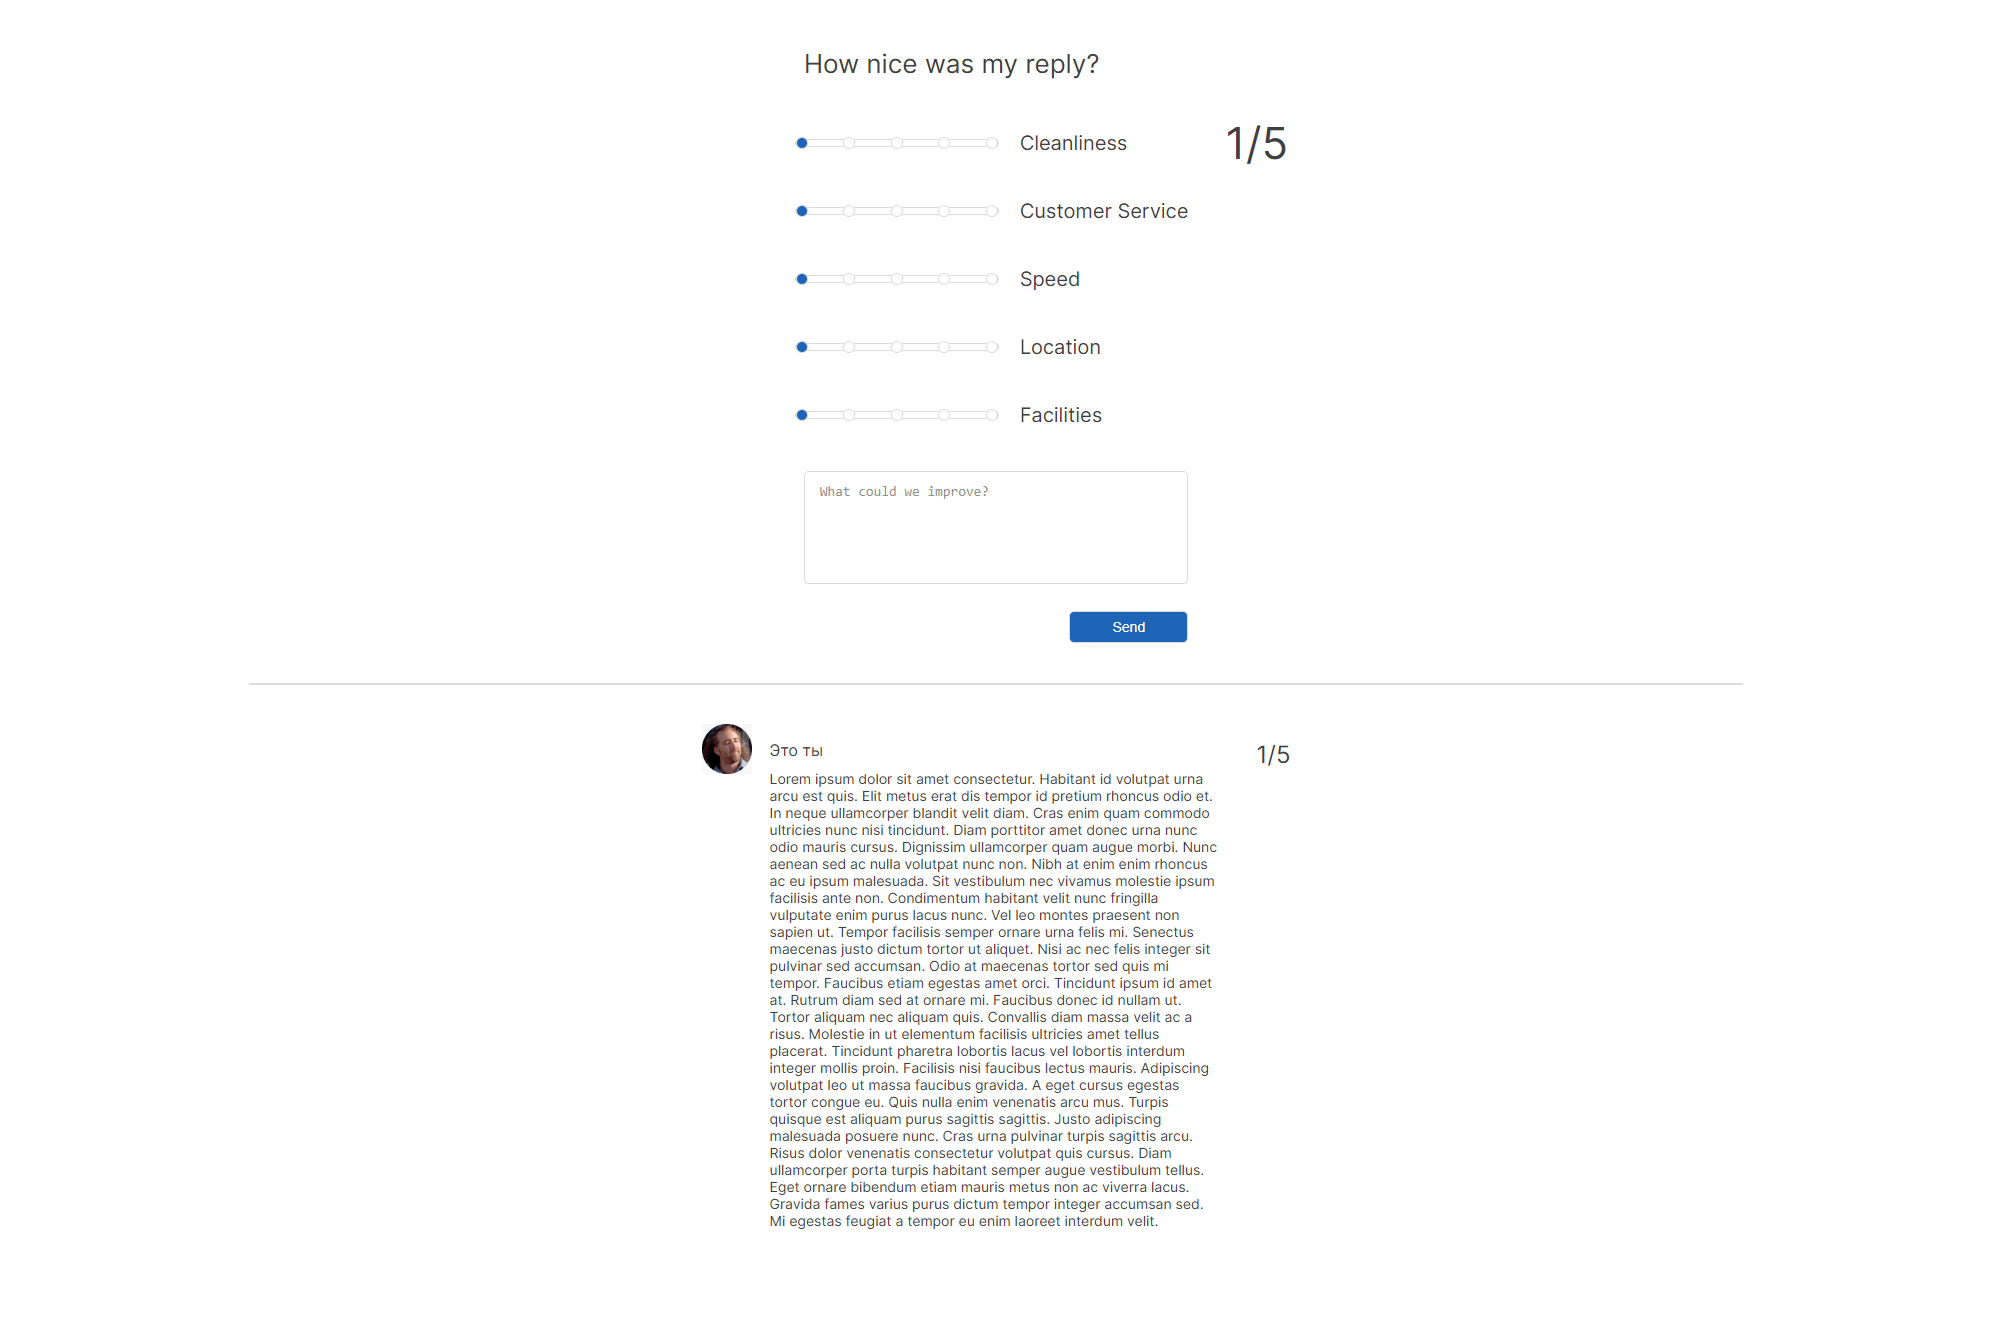 How nice was my reply?
Cleanliness
1/5
Customer Service
Speed
Location
Facilities
What could we improve?
Send
Это ты
1/5
Lorem ipsum dolor sit amet consectetur. Habitant id volutpat urna
arcu est quis. Elit metus erat dis tempor id pretium rhoncus odio et.
In neque ullamcorper blandit velit diam. Cras enim quam commodo
ultricies nunc nisi tincidunt. Diam porttitor amet donec urna nunc
odio mauris cursus. Dignissim ullamcorper quam augue morbi. Nunc
aenean sed ac nulla volutpat nunc non. Nibh at enim enim rhoncus
ac eu ipsum malesuada. Sit vestibulum nec vivamus molestie ipsum
facilisis ante non. Condimentum habitant velit nunc fringilla
vulputate enim purus lacus nunc. Vel leo montes praesent non
sapien ut. Tempor facilisis semper ornare urna felis mi. Senectus
maecenas justo dictum tortor ut aliquet. Nisi ac nec felis integer sit
pulvinar sed accumsan. Odio at maecenas tortor sed quis mi
tempor. Faucibus etiam egestas amet orci. Tincidunt ipsum id amet
at. Rutrum diam sed at ornare mi. Faucibus donec id nullam ut.
Tortor aliquam nec aliquam quis. Convallis diam massa velit ac a
risus. Molestie in ut elementum facilisis ultricies amet tellus
placerat. Tincidunt pharetra lobortis lacus vel lobortis interdum
integer mollis proin. Facilisis nisi faucibus lectus mauris. Adipiscing
volutpat leo ut massa faucibus gravida. A eget cursus egestas
tortor congue eu. Quis nulla enim venenatis arcu mus. Turpis
quisque est aliquam purus sagittis sagittis. Justo adipiscing
malesuada posuere nunc. Cras urna pulvinar turpis sagittis arcu.
Risus dolor venenatis consectetur volutpat quis cursus. Diam
ullamcorper porta turpis habitant semper augue vestibulum tellus.
Eget ornare bibendum etiam mauris metus non ac viverra lacus.
Gravida fames varius purus dictum tempor integer accumsan sed.
Mi egestas feugiat a tempor eu enim laoreet interdum velit.